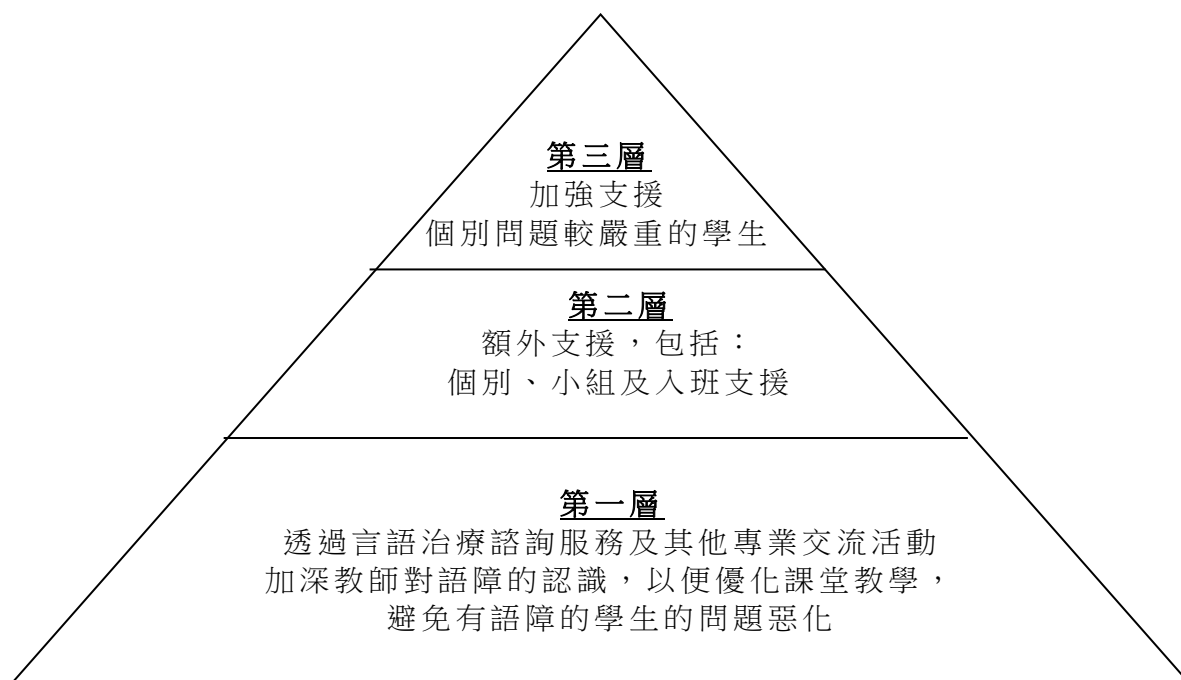 第三層
加強支援
個別問題較嚴重的學生
第二層
額外支援，包括：
個別、小組及入班支援
第一層
透過言語治療諮詢服務及其他專業交流活動
加深教師對語障的認識，以便優化課堂教學，
避免有語障的學生的問題惡化